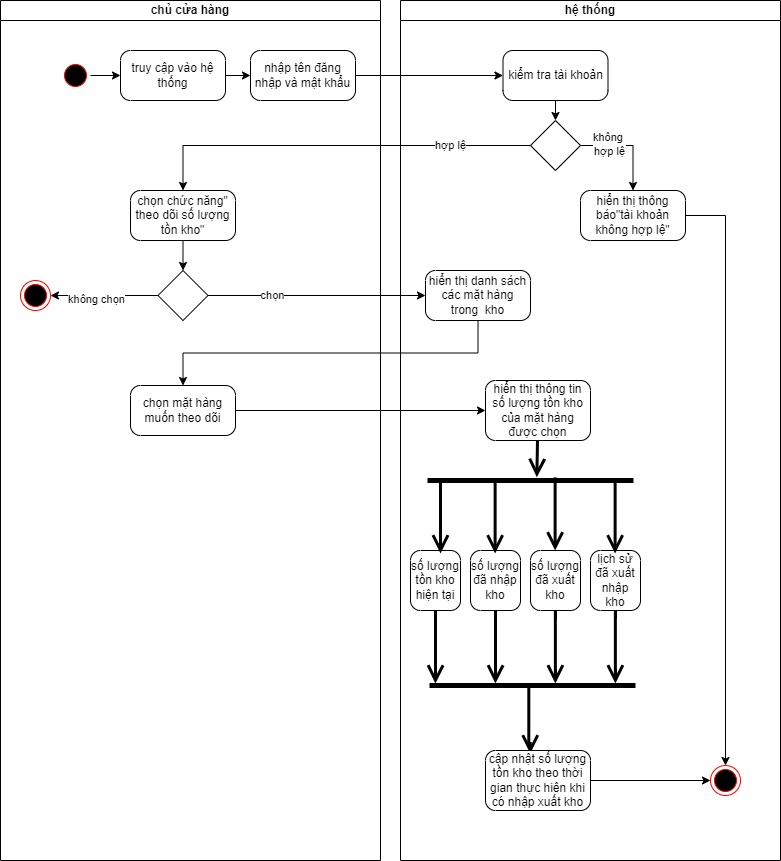 chủ cửa hàng
hệ thống
truy cập vào hệ
thống
nhập tên đăng
nhập và mật khẩu
kiểm tra tài khoản
hợp lệ
không
hợp lệ
chọn chức năng"
theo dõi số lượng
tồn kho"
hiển thị thông
báo"tài khoản
không hợp lệ"
không chọn
chọn
hiển thị danh sách
các mặt hàng
trong kho
chọn mặt hàng
muốn theo dõi
hiển thị thông tin
số lượng tồn kho
của mặt hàng
được chọn
số lượng
tồn kho
hiện tại
số lượng
đã nhập
kho
số lượng
đã xuất
kho
lịch sử
đã xuất
nhập
kho
cập nhật số lượng
tồn kho theo thời
gian thực hiện khi
có nhập xuất kho